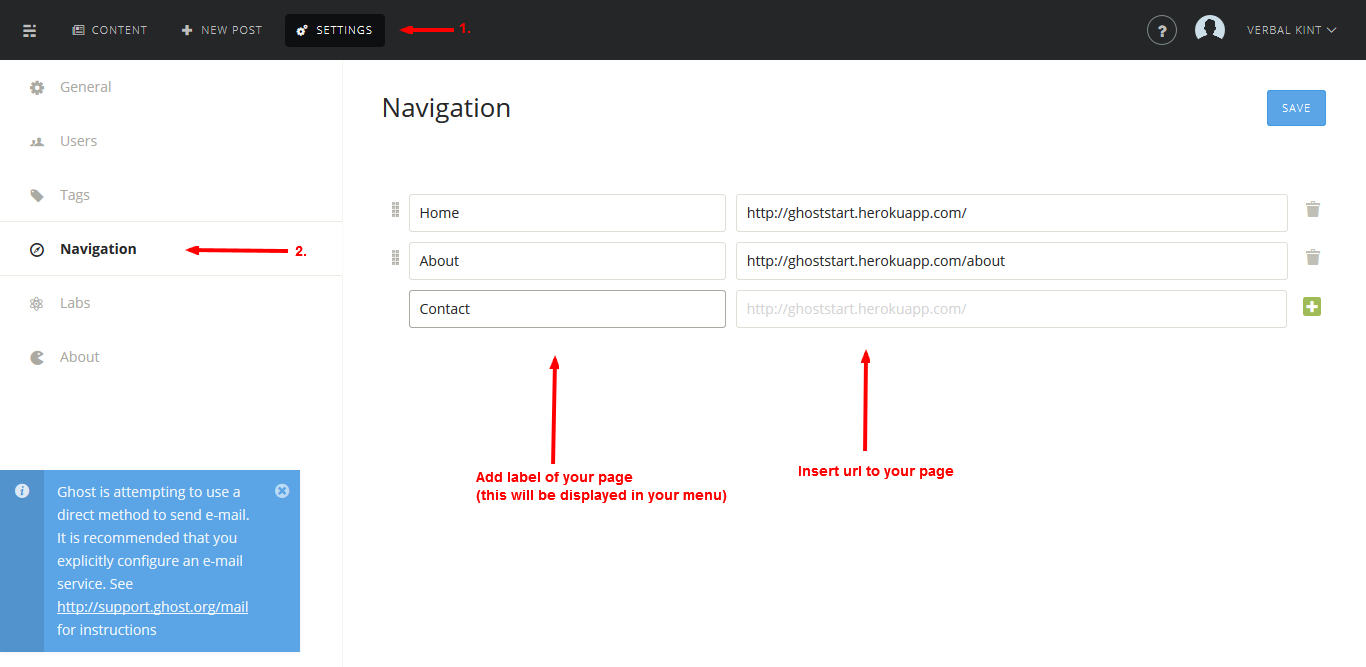 CONTENT
NEW POST
SETTINGS
1.
?
VERBAL KINT
General
Users
Tags
Navigation
2.
Labs
About
Navigation
SAVE
Home
http://ghoststart.herokuapp.com/
About
http://ghoststart.herokuapp.com/about
Contact
http://ghoststart.herokuapp.com/
Add label of your page
(this will be displayed in your menu)
Insert url to your page
Ghost is attempting to use a
direct method to send e-mail.
It is recommended that you
explicitly configure an e-mail
service. See
http://support.ghost.org/mail
for instructions